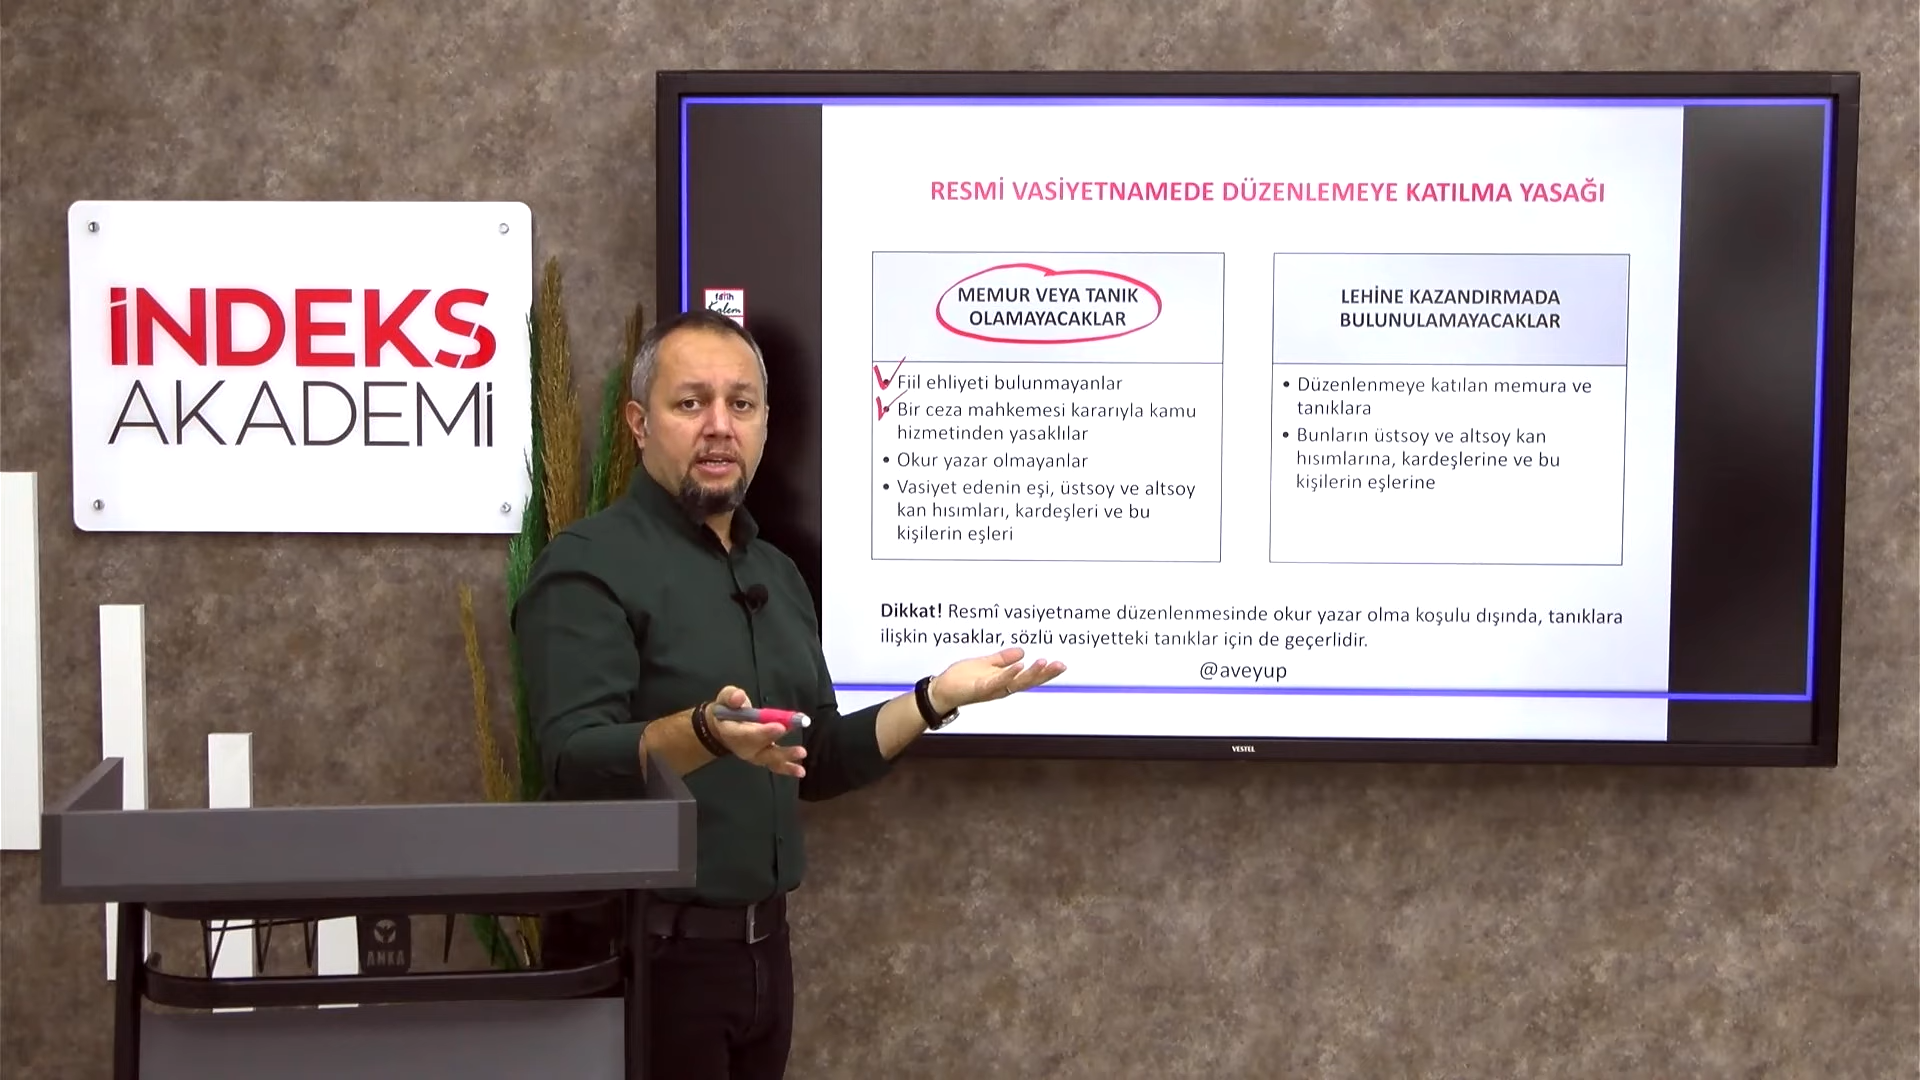 İNDEKS
AKADEMİ
fatih
Kalem
RESMİ VASİYETNAMEDE DÜZENLEMEYE KATILMA YASAĞI
MEMUR VEYA TANIK
OLAMAYACAKLAR
• Fiil ehliyeti bulunmayanlar
• Bir ceza mahkemesi kararıyla kamu
hizmetinden yasaklılar
• Okur yazar olmayanlar
• Vasiyet edenin eşi, üstsoy ve altsoy
kan hısımları, kardeşleri ve bu
kişilerin eşleri
LEHİNE KAZANDIRMADA
BULUNULAMAYACAKLAR
• Düzenlenmeye katılan memura ve
tanıklara
• Bunların üstsoy ve altsoy kan
hısımlarına, kardeşlerine ve bu
kişilerin eşlerine
Dikkat! Resmî vasiyetname düzenlenmesinde okur yazar olma koşulu dışında, tanıklara
ilişkin yasaklar, sözlü vasiyetteki tanıklar için de geçerlidir.
@aveyup
VESTEL
ANKA